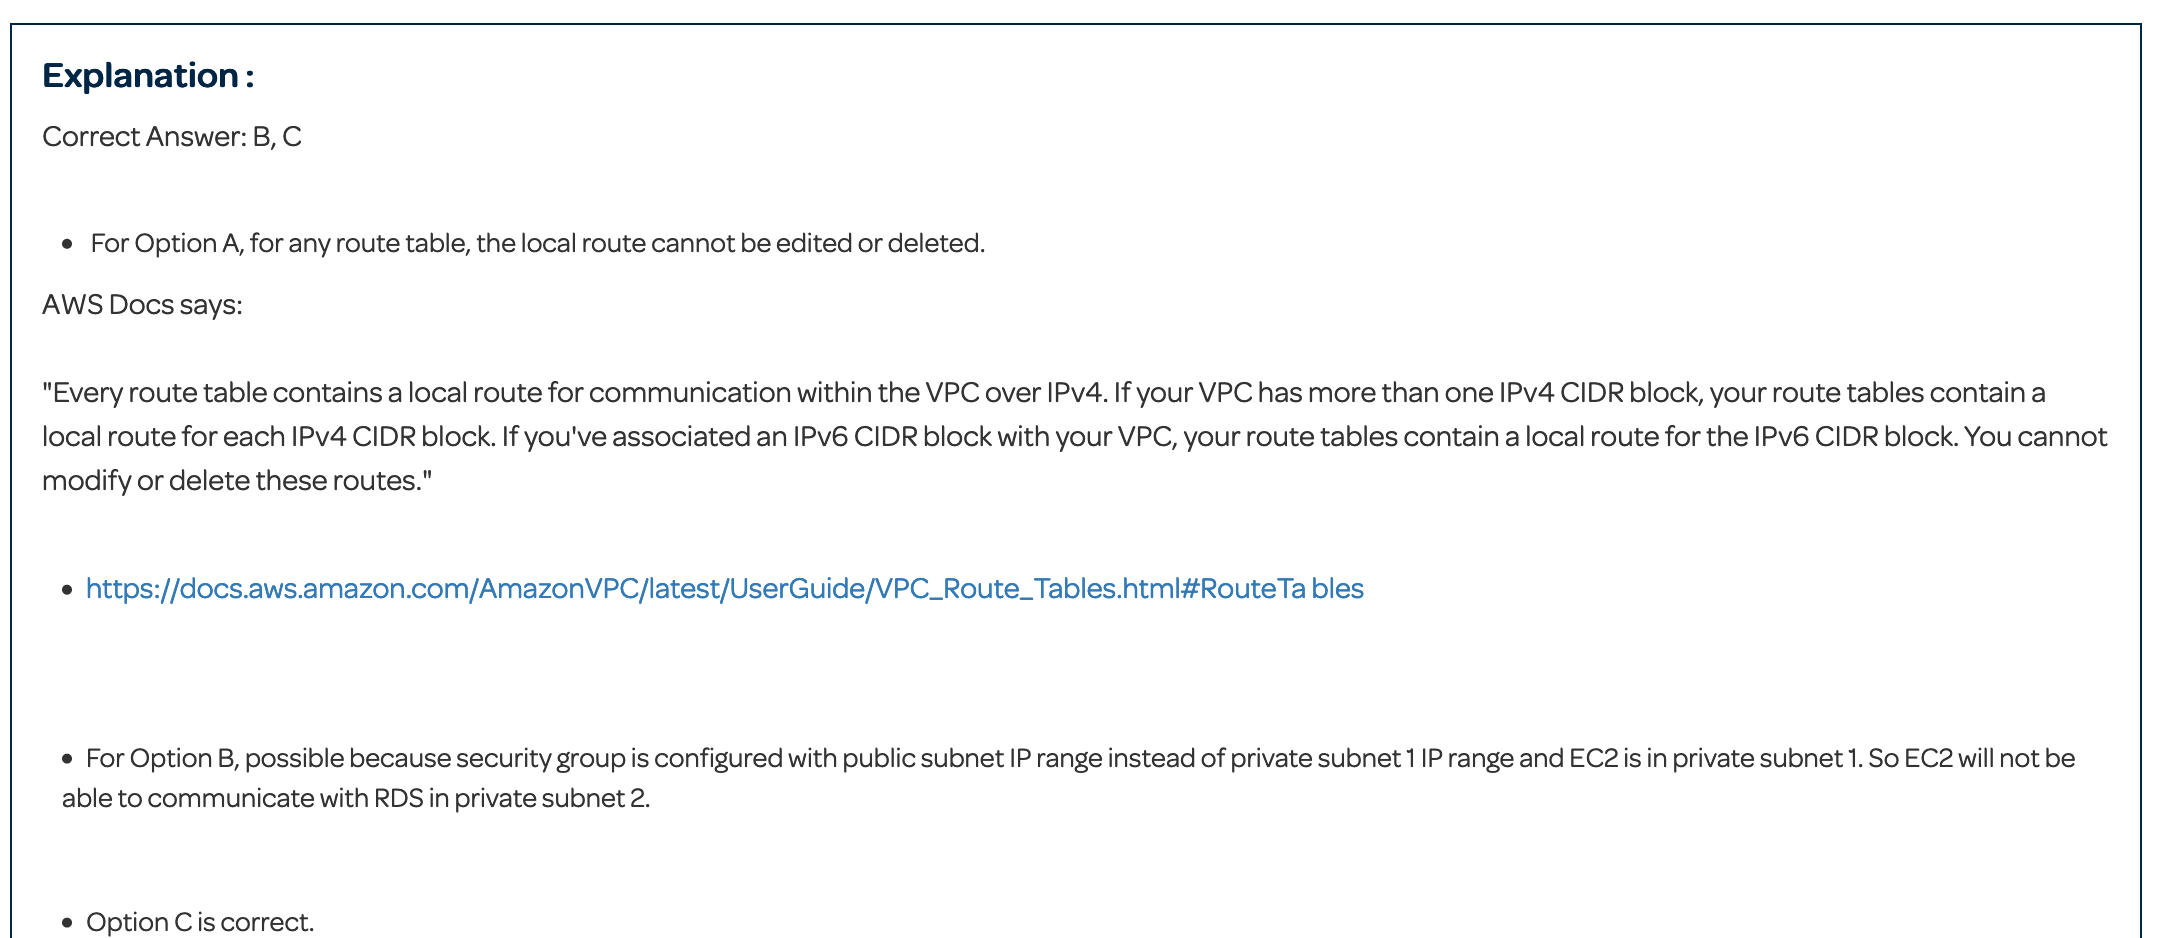 Explanation :
Correct Answer: B, C
• For Option A, for any route table, the local route cannot be edited or deleted.
AWS Docs says:
"Every route table contains a local route for communication within the VPC over IPv4. If your VPC has more than one IPv4 CIDR block, your route tables contain a
local route for each IPv4 CIDR block. If you've associated an IPv6 CIDR block with your VPC, your route tables contain a local route for the IPv6 CIDR block. You cannot
modify or delete these routes."
• https://docs.aws.amazon.com/AmazonVPC/latest/UserGuide/VPC_Route_Tables.html#RouteTa bles
• For Option B, possible because security group is configured with public subnet IP range instead of private subnet 1 IP range and EC2 is in private subnet 1. So EC2 will not be
able to communicate with RDS in private subnet 2.
• Option C is correct.